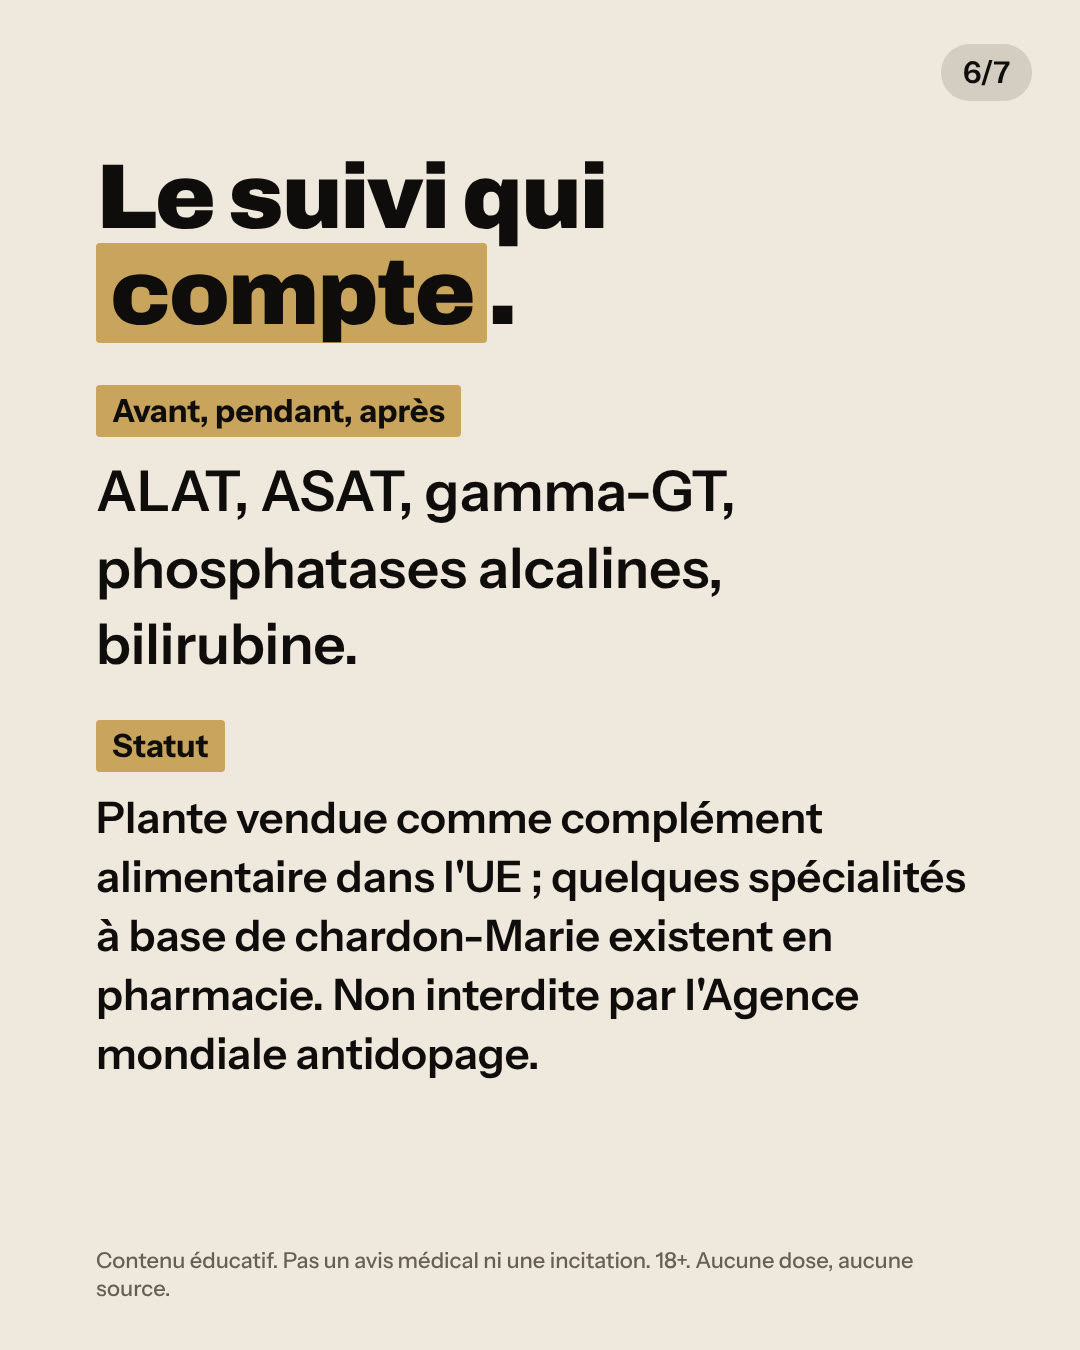 6/7
Le suivi qui
compte.
Avant, pendant, après
ALAT, ASAT, gamma-GT,
phosphatases alcalines,
bilirubine.
Statut
Plante vendue comme complément
alimentaire dans l'UE ; quelques spécialités
à base de chardon-Marie existent en
pharmacie. Non interdite par l'Agence
mondiale antidopage.
Contenu éducatif. Pas un avis médical ni une incitation. 18+. Aucune dose, aucune
source.